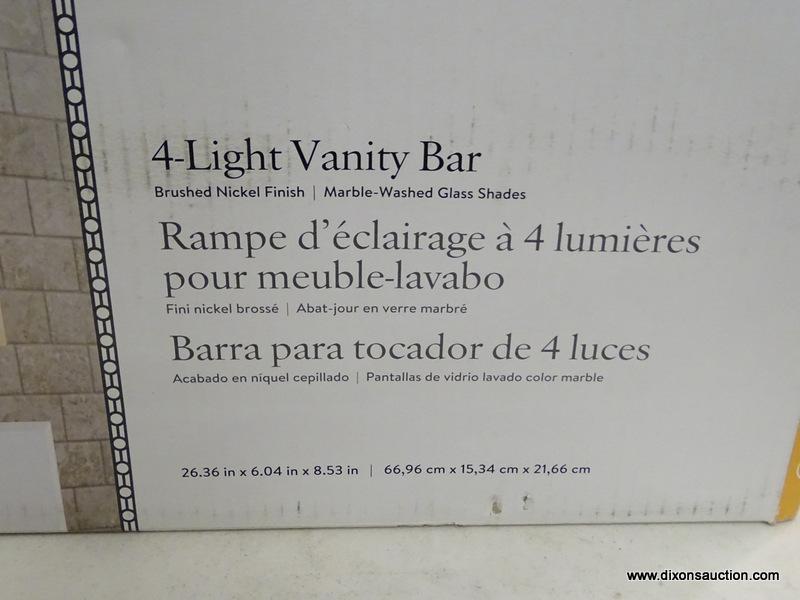 4-Light Vanity Bar
Brushed Nickel Finish | Marble-Washed Glass Shades
Rampe d'éclairage à 4 lumières
pour meuble-lavabo
Fini nickel brossé | Abat-jour en verre marbré
Barra para tocador de 4 luces
Acabado en níquel cepillado | Pantallas de vidrio lavado color marble
26.36 in x 6.04 in x 8.53 in | 66,96 cm x 15,34 cm x 21,66 cm
www.dixonsauction.com